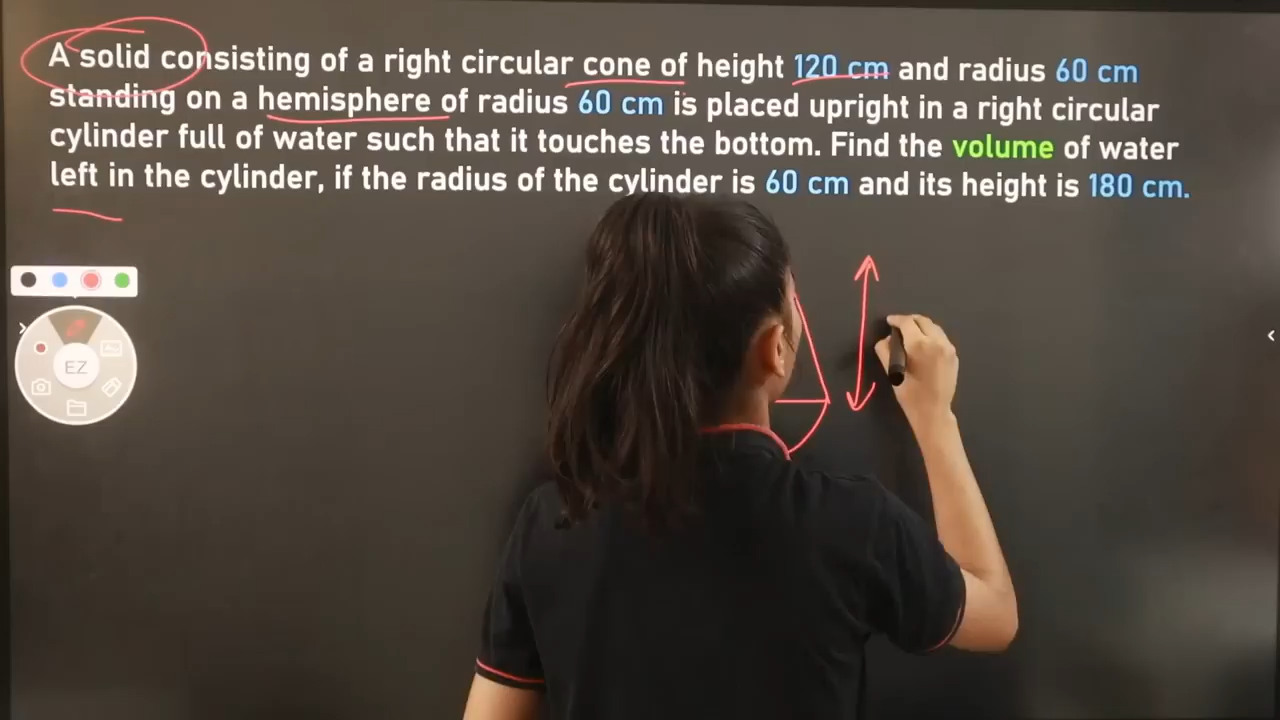 A solid consisting of a right circular cone of height 120 cm and radius 60 cm
standing on a hemisphere of radius 60 cm is placed upright in a right circular
cylinder full of water such that it touches the bottom. Find the volume of water
left in the cylinder, if the radius of the cylinder is 60 cm and its height is 180 cm.
EZ